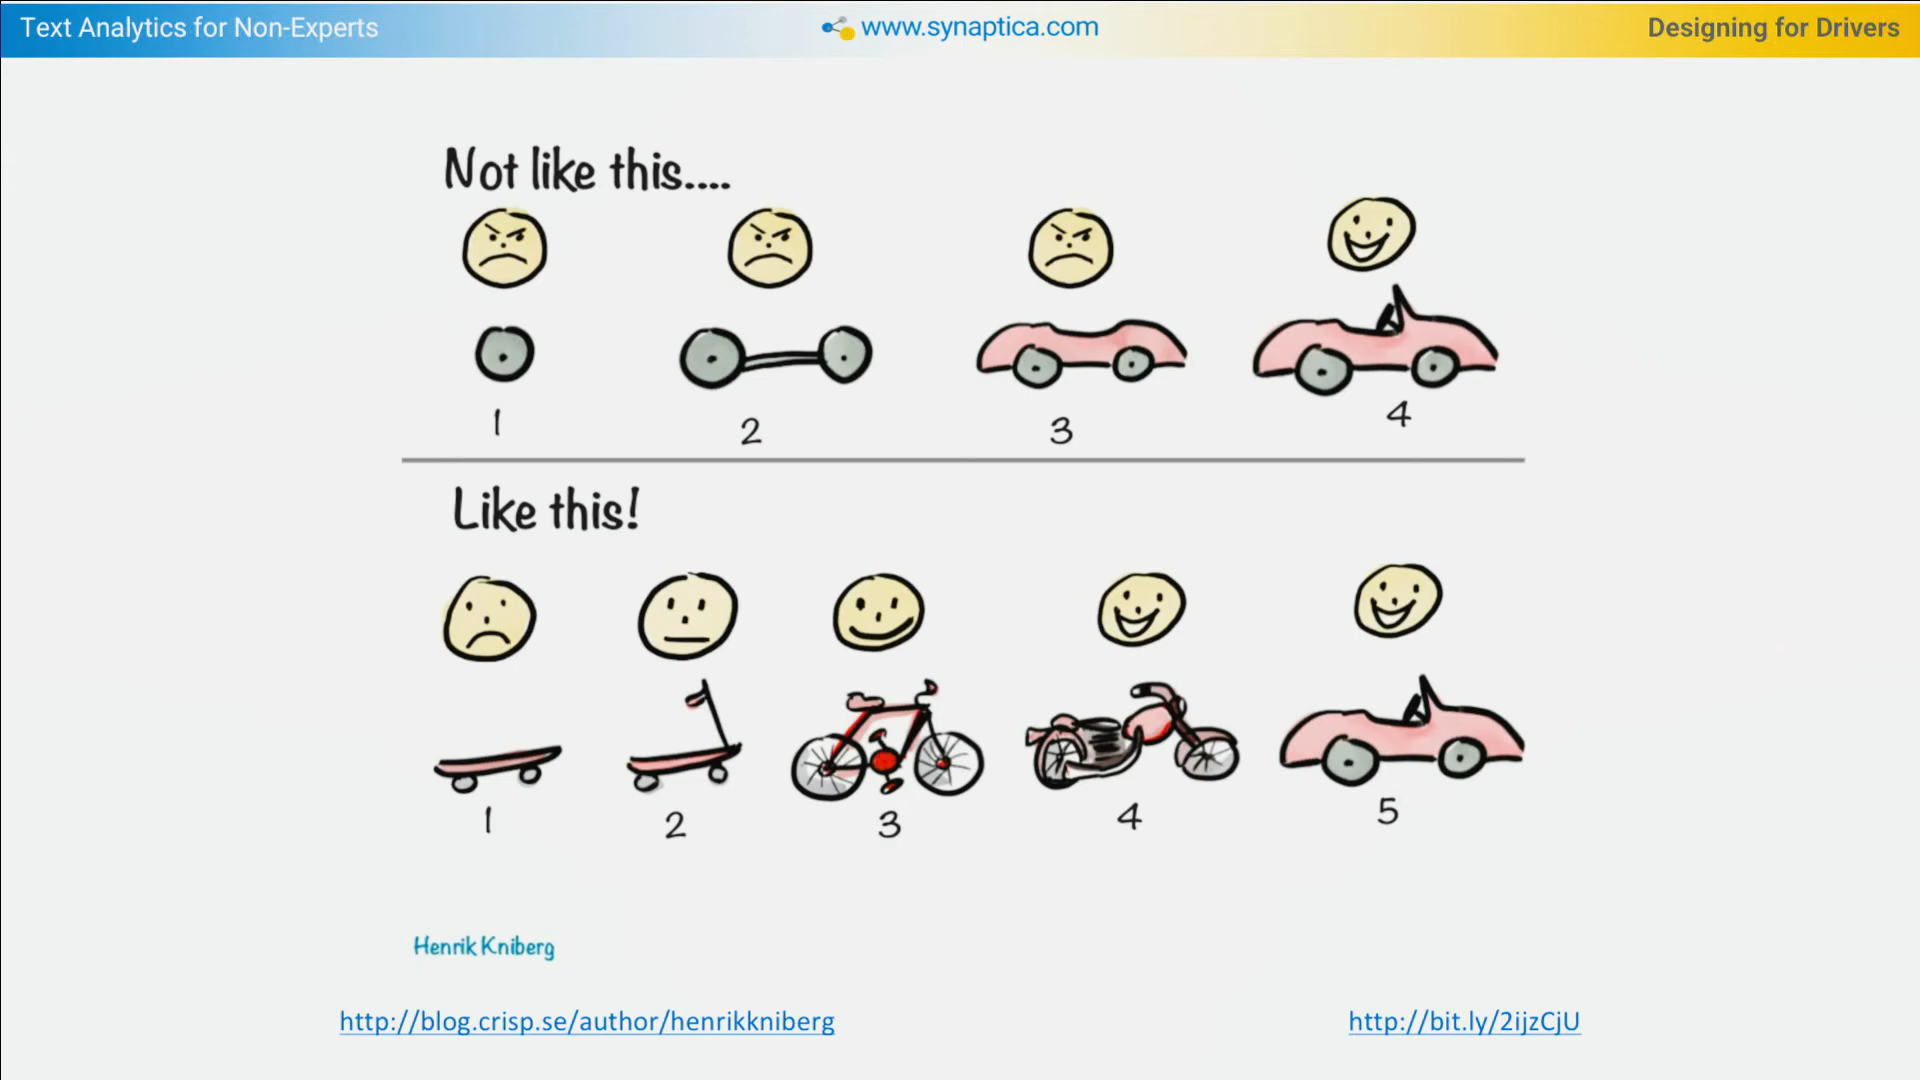 Text Analytics for Non-Experts
www.synaptica.com
Designing for Drivers
Not like this....
1 2 3 4
Like this!
1 2 3 4 5
Henrik Kniberg
http://blog.crisp.se/author/henrikkniberg
http://bit.ly/2ijzCjU